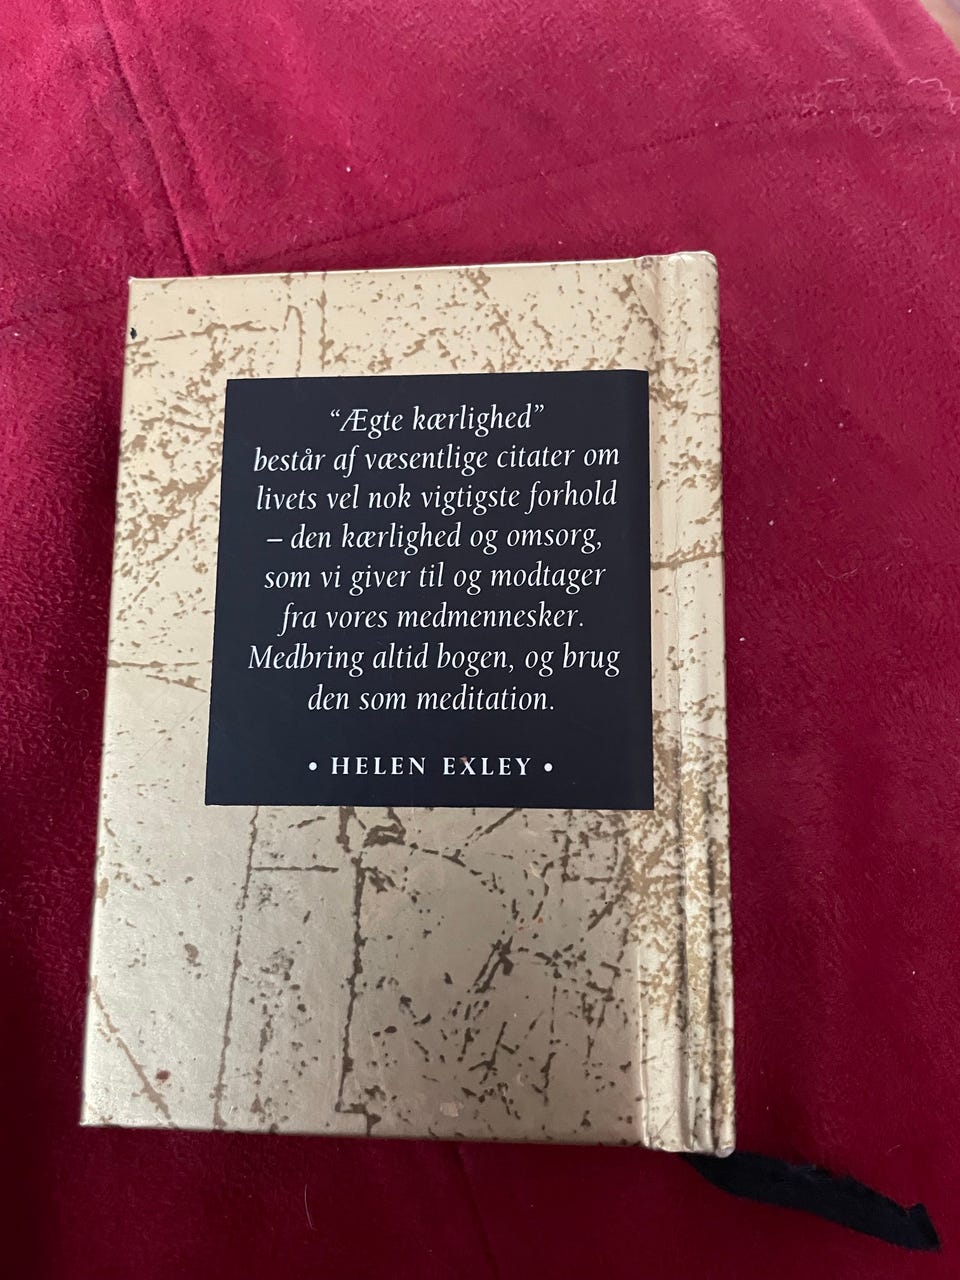 “Ægte kærlighed”
består af væsentlige citater om
livets vel nok vigtigste forhold
– den kærlighed og omsorg,
som vi giver til og modtager
fra vores medmennesker.
Medbring altid bogen, og brug
den som meditation.
• HELEN EXLEY •